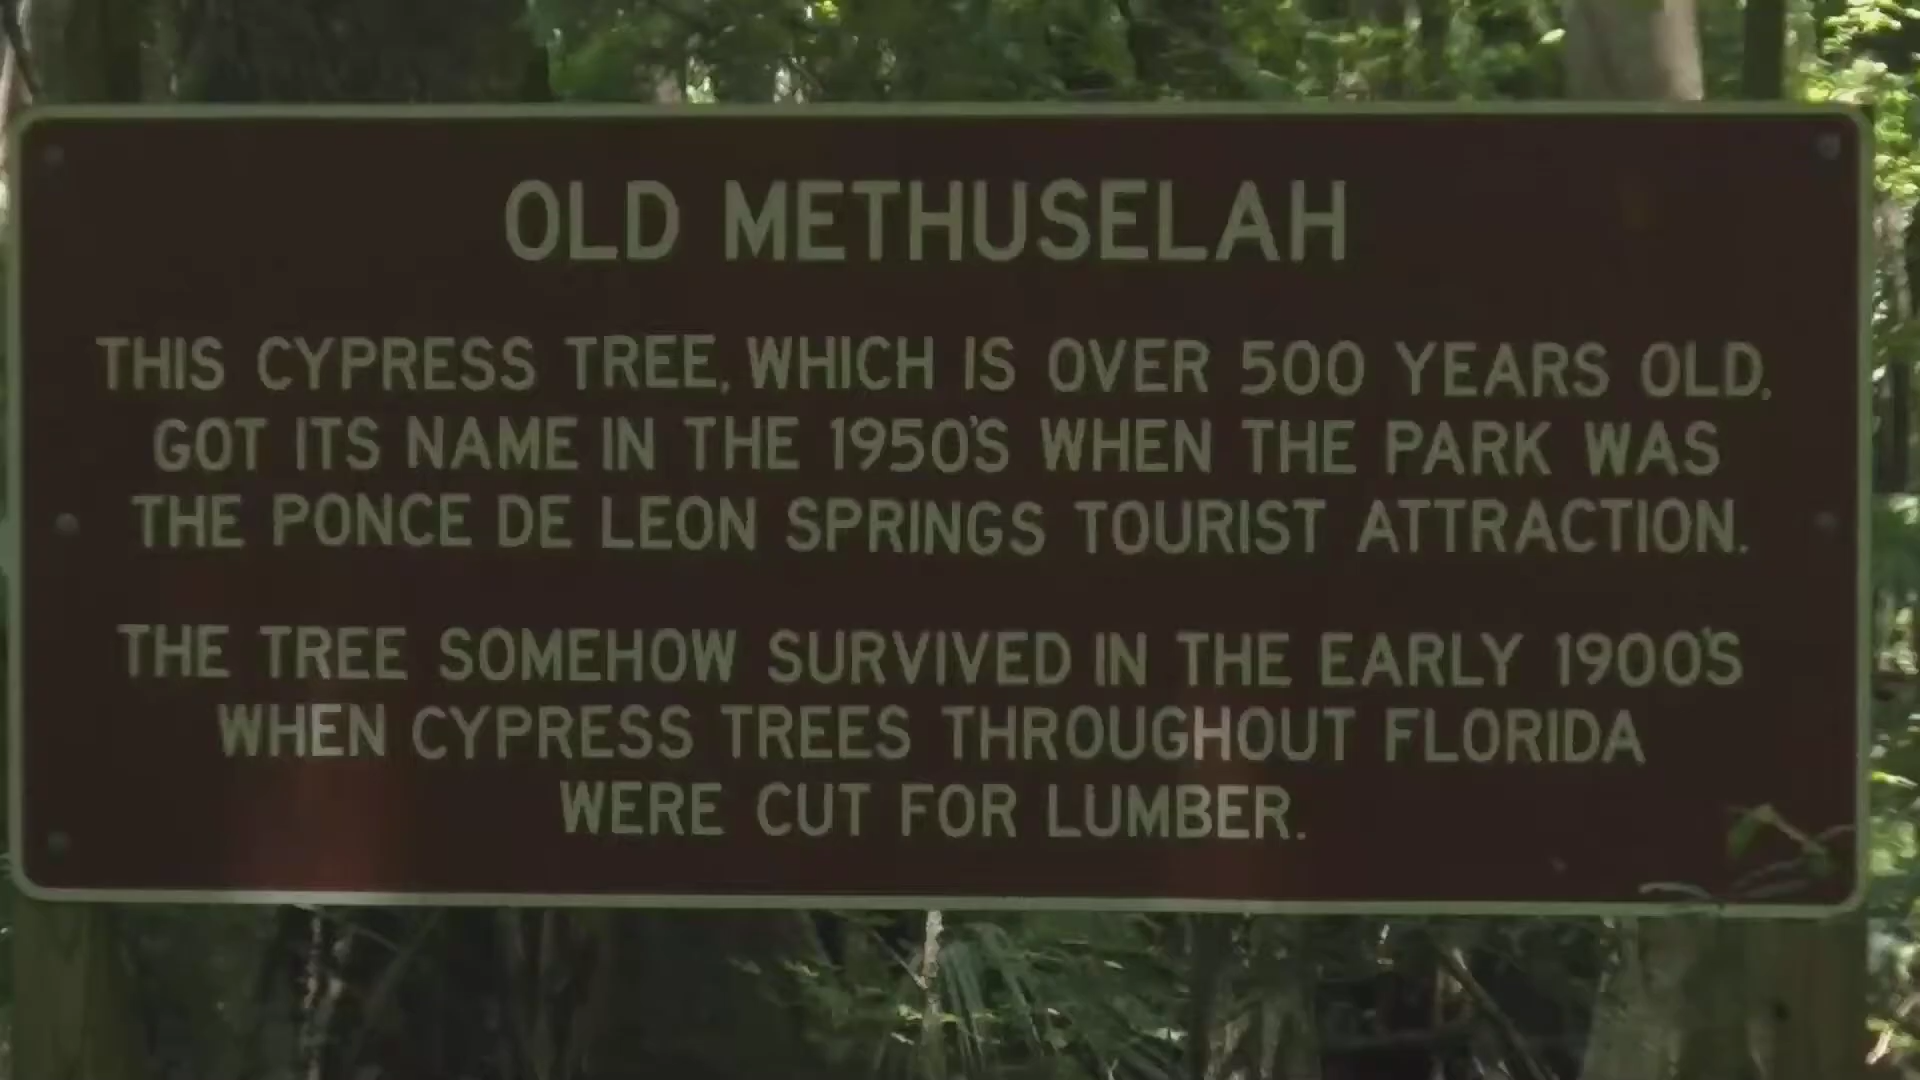 OLD METHUSELAH
THIS CYPRESS TREE, WHICH IS OVER 500 YEARS OLD,
GOT ITS NAME IN THE 1950'S WHEN THE PARK WAS
THE PONCE DE LEON SPRINGS TOURIST ATTRACTION.
THE TREE SOMEHOW SURVIVED IN THE EARLY 1900'S
WHEN CYPRESS TREES THROUGHOUT FLORIDA
WERE CUT FOR LUMBER.